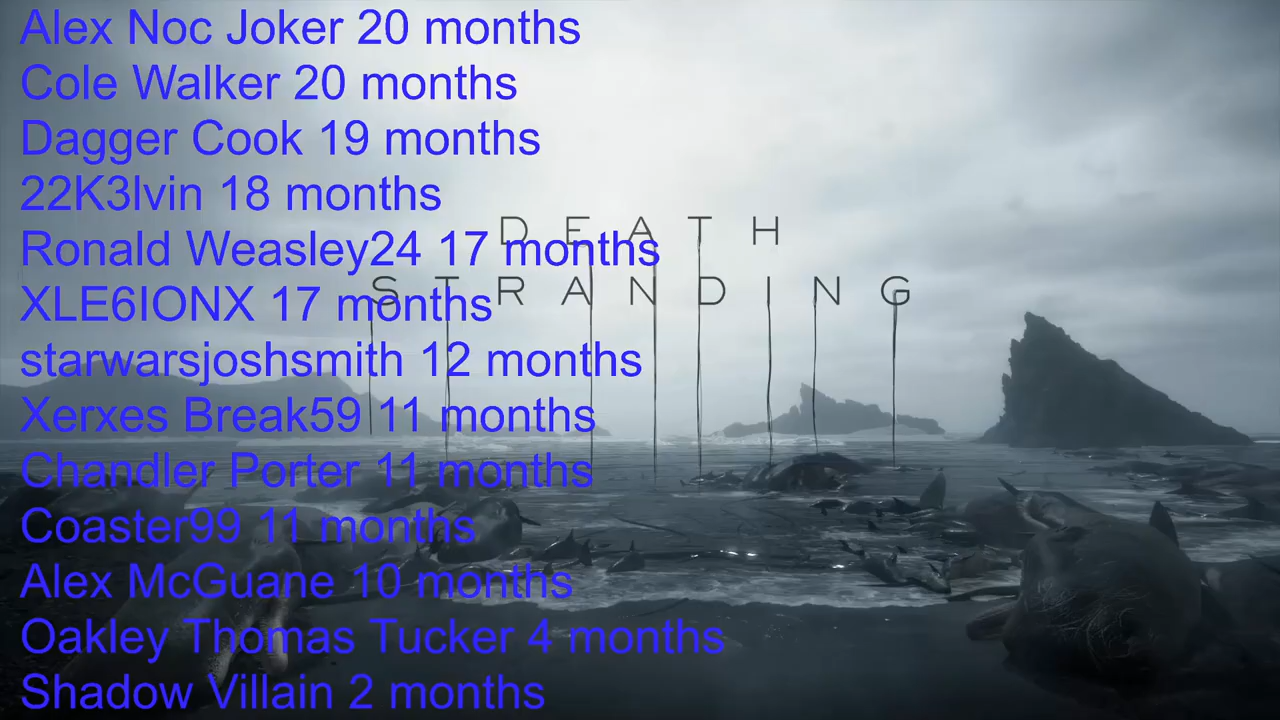 Alex Noc Joker 20 months
Cole Walker 20 months
Dagger Cook 19 months
22K3lvin 18 months
DEATH
Ronald Weasley24 17 months
STRANDING
XLE6IONX 17 months
starwarsjoshsmith 12 months
Xerxes Break59 11 months
Chandler Porter 11 months
Coaster99 11 months
Alex McGuane 10 months
Oakley Thomas Tucker 4 months
Shadow Villain 2 months